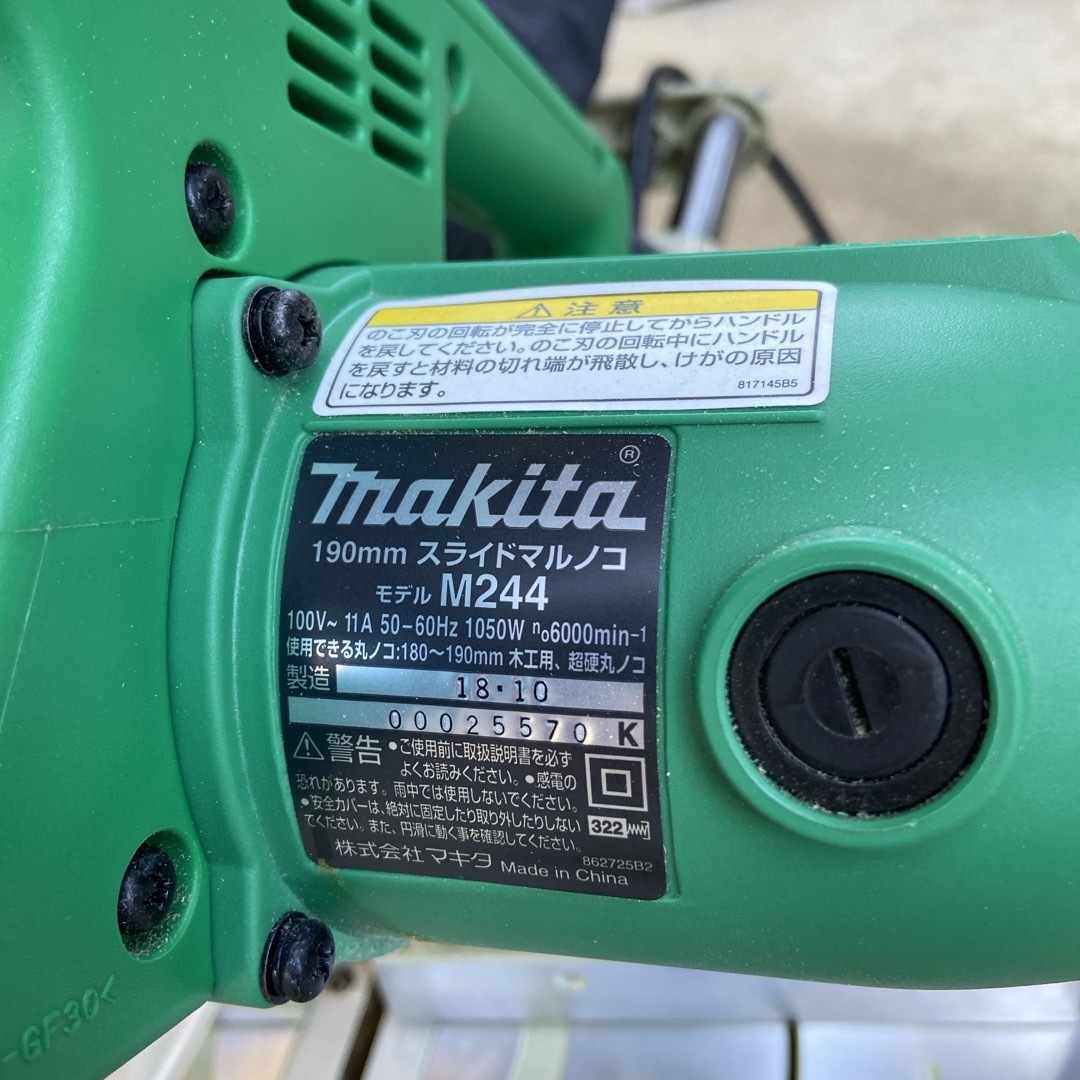 ⚠注意
のこ刃の回転が完全に停止してからハンドル
を戻してください。のこ刃の回転中にハンドル
を戻すと材料の切れ端が飛散し、けがの原因
になります。
817145B5
makita®
190mm スライドマルノコ
モデル M244
100V~ 11A 50-60Hz 1050W n₀6000min-1
使用できる丸ノコ:180~190mm 木工用、超硬丸ノコ
製造 18・10
00025570 K
⚠警告 •ご使用前に取扱説明書を必ず
よくお読みください。•感電の
恐れがあります。雨中では使用しないでください。
•安全カバーは、絶対に固定したり取り外したりしない
でください。また、円滑に動く事を確認してください。
322
株式会社マキタ Made in China
862725B2
-GF30<